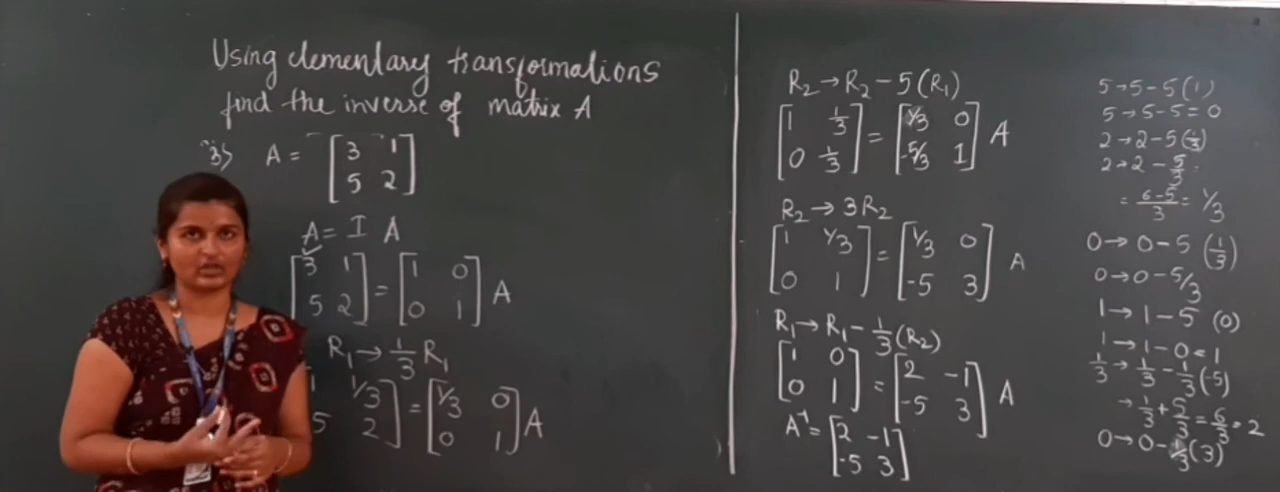 Using elementary transformations
find the inverse of matrix A
3) A = [3 1
5 2]
A = I A
[3 1
5 2] = [1 0
0 1] A
R₁ → 1/3 R₁
1 1/3
5 2] = [1/3 0
0 1] A
R₂ → R₂ - 5(R₁)
[1 1/3
0 1/3] = [1/3 0
-5/3 1] A
R₂ → 3R₂
[1 1/3
0 1] = [1/3 0
-5 3] A
R₁ → R₁ - 1/3(R₂)
[1 0
0 1] = [2 -1
-5 3] A
A⁻¹ = [2 -1
-5 3]
5 → 5 - 5(1)
5 → 5 - 5 = 0
2 → 2 - 5(1/3)
2 → 2 - 5/3
= 6-5/3 = 1/3
0 → 0 - 5(1/3)
0 → 0 - 5/3
1 → 1 - 5(0)
1 → 1 - 0 = 1
1/3 → 1/3 - 1/3(-5)
→ 1/3 + 5/3 = 6/3 = 2
0 → 0 - 1/3(3)